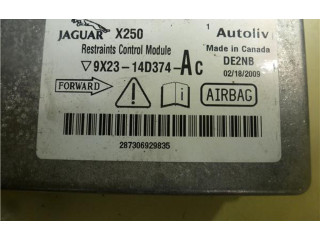 JAGUAR X250 1 Autoliv
Restraints Control Module Made in Canada
9X23-14D374-Ac DE2NB
02/18/2009
FORWARD AIRBAG
287306929835